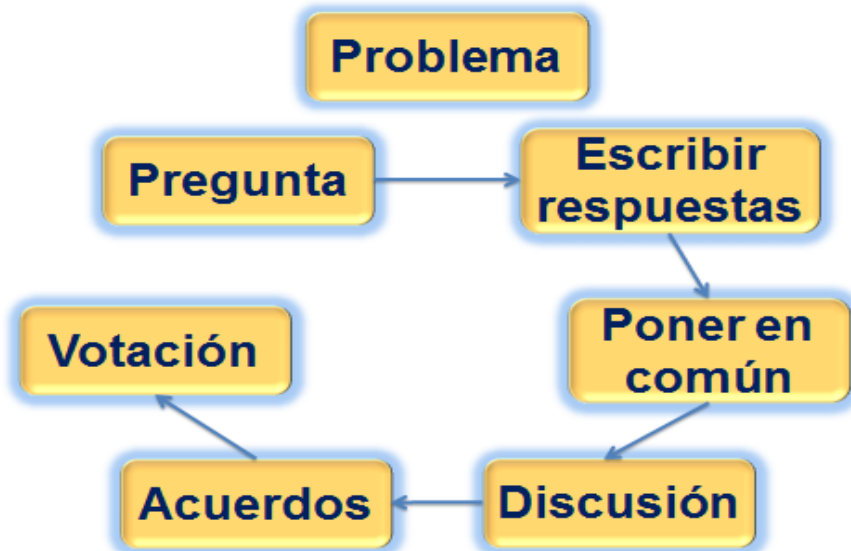 Problema
Pregunta
Escribir
respuestas
Poner en
común
Discusión
Acuerdos
Votación